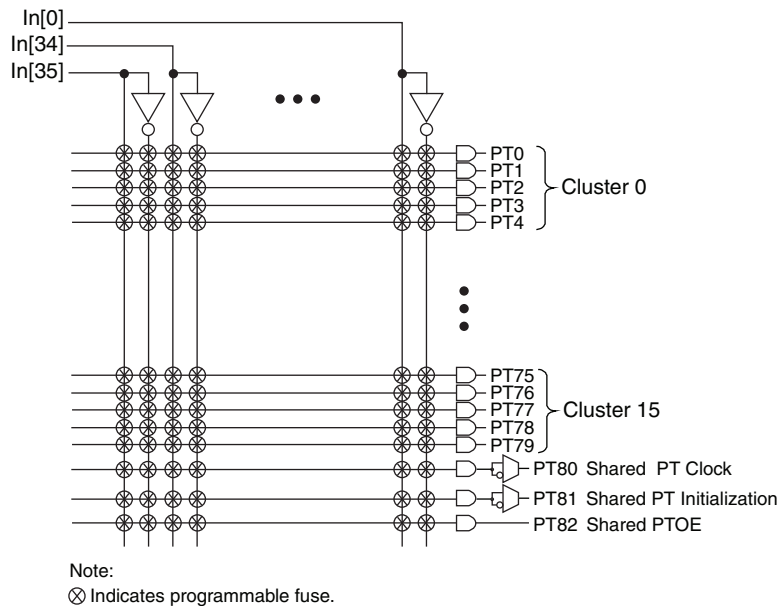 In[0]
In[34]
In[35]
PT0
PT1
PT2
PT3
PT4
Cluster 0
PT75
PT76
PT77
PT78
PT79
Cluster 15
PT80 Shared PT Clock
PT81 Shared PT Initialization
PT82 Shared PTOE
Note:
Indicates programmable fuse.